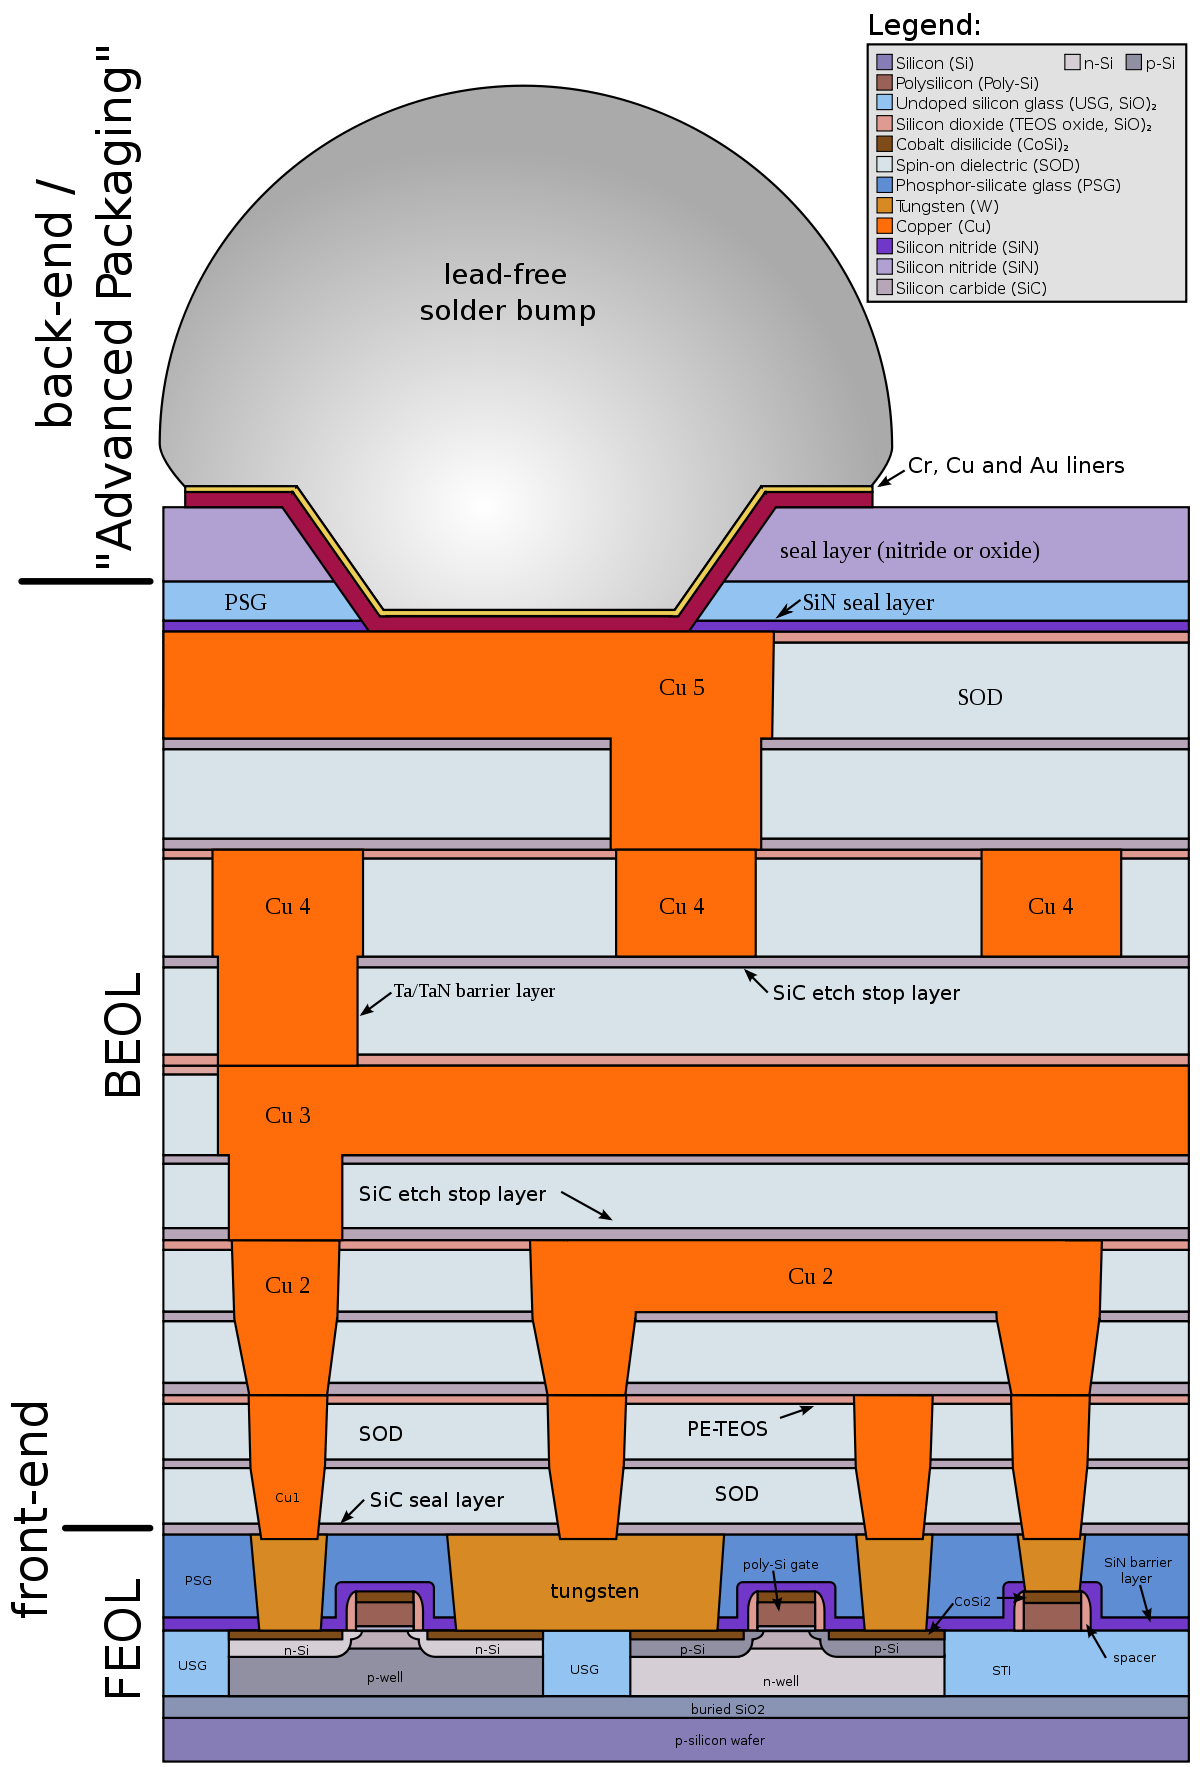 Legend:
Silicon (Si)
n-Si
p-Si
Polysilicon (Poly-Si)
Undoped silicon glass (USG, SiO)₂
Silicon dioxide (TEOS oxide, SiO)₂
Cobalt disilicide (CoSi)₂
Spin-on dielectric (SOD)
Phosphor-silicate glass (PSG)
Tungsten (W)
Copper (Cu)
Silicon nitride (SiN)
Silicon nitride (SiN)
Silicon carbide (SiC)
back-end /
"Advanced Packaging"
lead-free
solder bump
Cr, Cu and Au liners
seal layer (nitride or oxide)
PSG
SiN seal layer
Cu 5
SOD
Cu 4
Cu 4
Cu 4
BEOL
Ta/TaN barrier layer
SiC etch stop layer
Cu 3
SiC etch stop layer
Cu 2
Cu 2
front-end
SOD
PE-TEOS
Cu1
SiC seal layer
SOD
FEOL
PSG
tungsten
poly-Si gate
SiN barrier
layer
CoSi2
USG
n-Si
n-Si
p-well
USG
p-Si
p-Si
n-well
STI
spacer
buried SiO2
p-silicon wafer